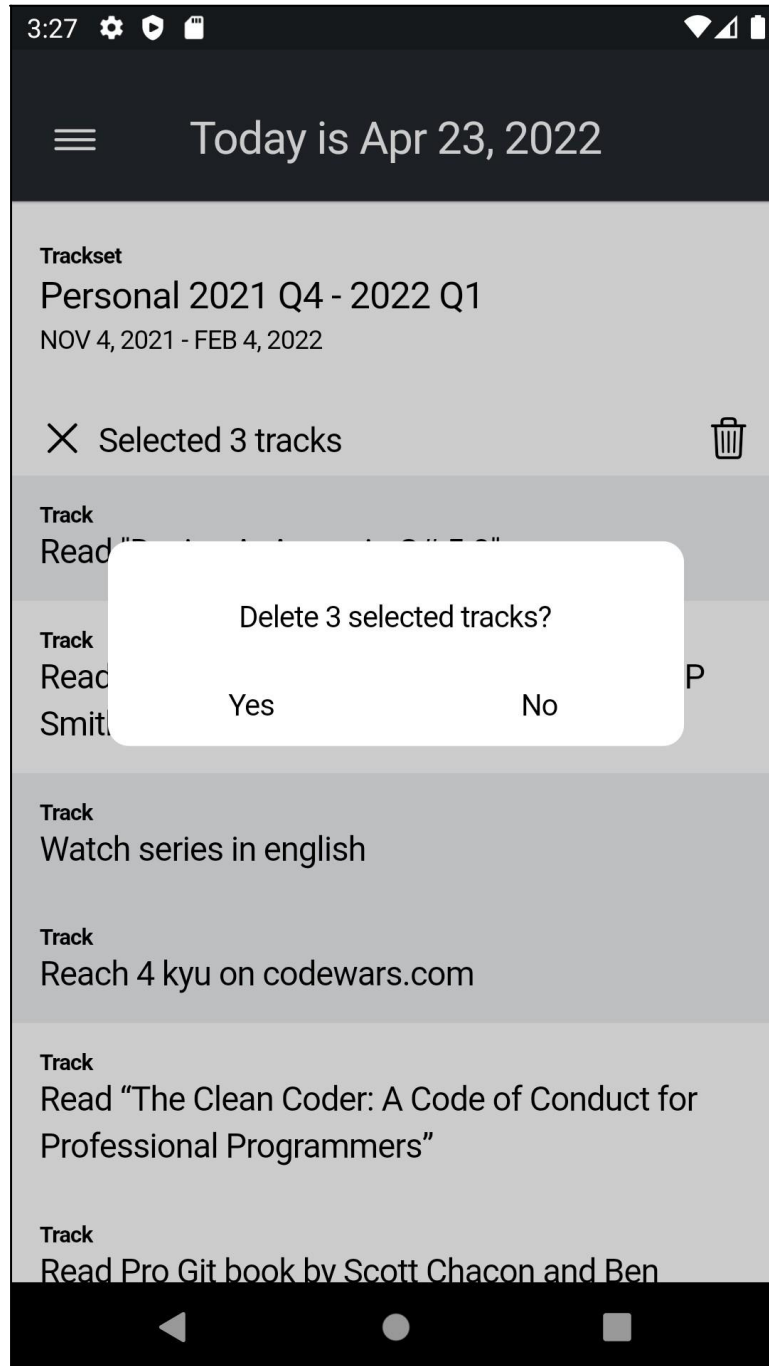 3:27
Today is Apr 23, 2022
Trackset
Personal 2021 Q4 - 2022 Q1
NOV 4, 2021 - FEB 4, 2022
Selected 3 tracks
Track
Read
Delete 3 selected tracks?
Track
Read P
Smith
Yes No
Track
Watch series in english
Track
Reach 4 kyu on codewars.com
Track
Read “The Clean Coder: A Code of Conduct for
Professional Programmers”
Track
Read Pro Git book by Scott Chacon and Ben